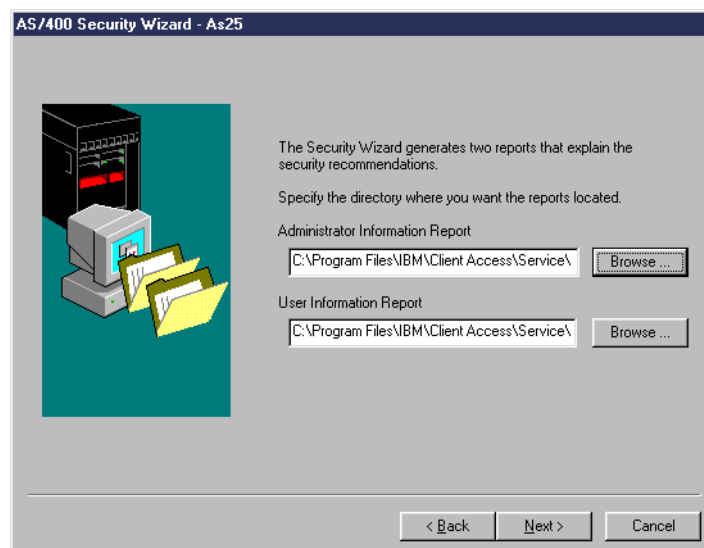 AS/400 Security Wizard - As25
The Security Wizard generates two reports that explain the
security recommendations.
Specify the directory where you want the reports located.
Administrator Information Report
C:\Program Files\IBM\Client Access\Service\
Browse ...
User Information Report
C:\Program Files\IBM\Client Access\Service\
Browse ...
< Back
Next >
Cancel